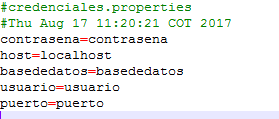 #credenciales.properties
#Thu Aug 17 11:20:21 COT 2017
contrasena=contrasena
host=localhost
basededatos=basededatos
usuario=usuario
puerto=puerto